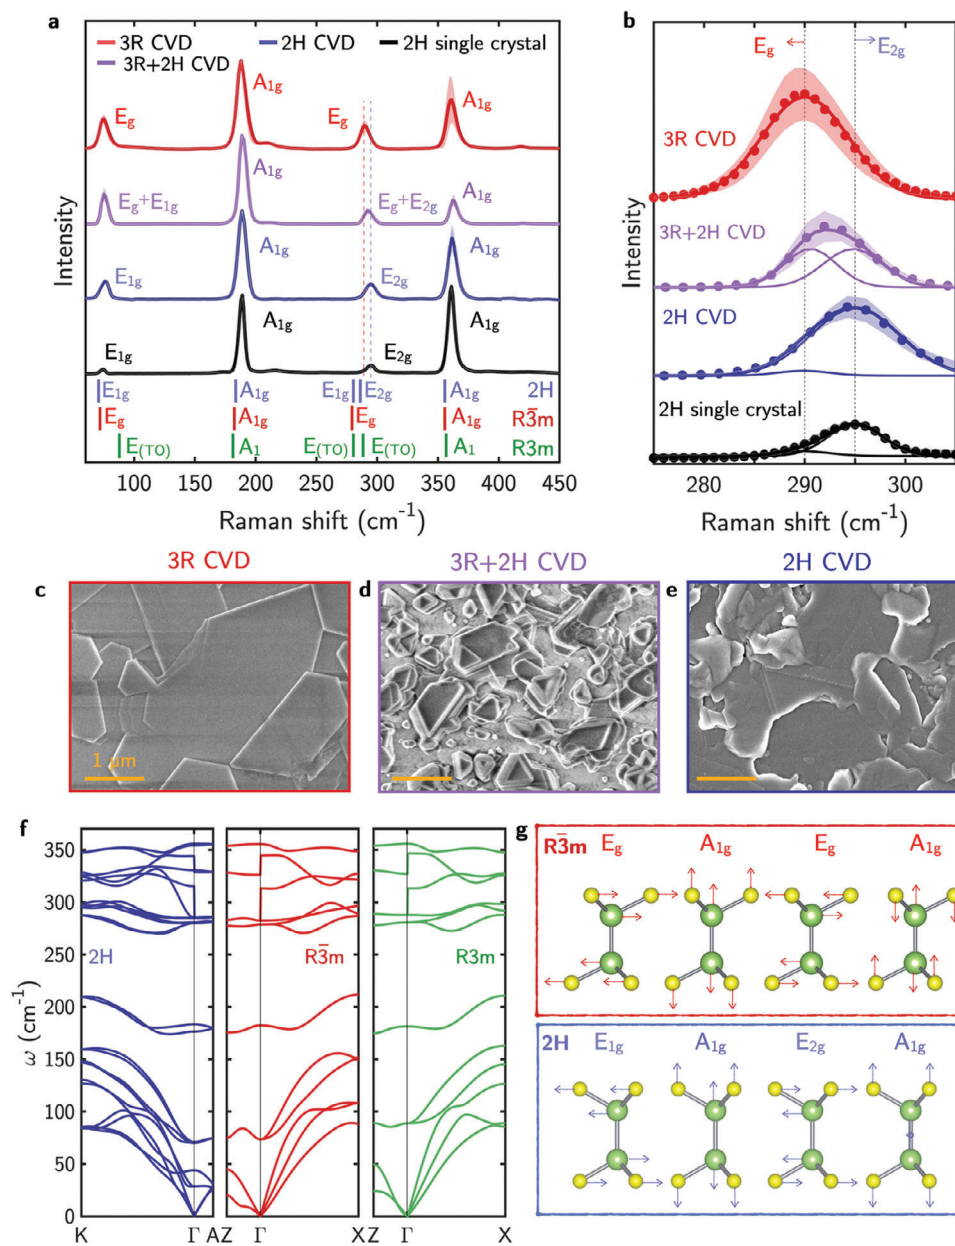 a
3R CVD
2H CVD
2H single crystal
3R+2H CVD
A1g
A1g
Eg
Eg
A1g
Eg+E1g
Eg+E2g
A1g
E1g
A1g
E2g
A1g
E1g
A1g
E2g
A1g
E1g
A1g
E1g
E2g
A1g
2H
Eg
A1g
Eg
A1g
R3̅m
E(TO)
A1
E(TO)
E(TO)
A1
R3m
100 150 200 250 300 350 400 450
Raman shift (cm-1)
Intensity
b
Eg
E2g
3R CVD
3R+2H CVD
2H CVD
2H single crystal
280 290 300
Raman shift (cm-1)
Intensity
3R CVD
3R+2H CVD
2H CVD
c
1 μm
d
e
f
350
300
250
200
150
100
50
0
ω (cm-1)
2H
R3̅m
R3m
K Γ A
Z Γ X
Z Γ X
g
R3̅m
Eg A1g Eg A1g
2H
E1g A1g E2g A1g